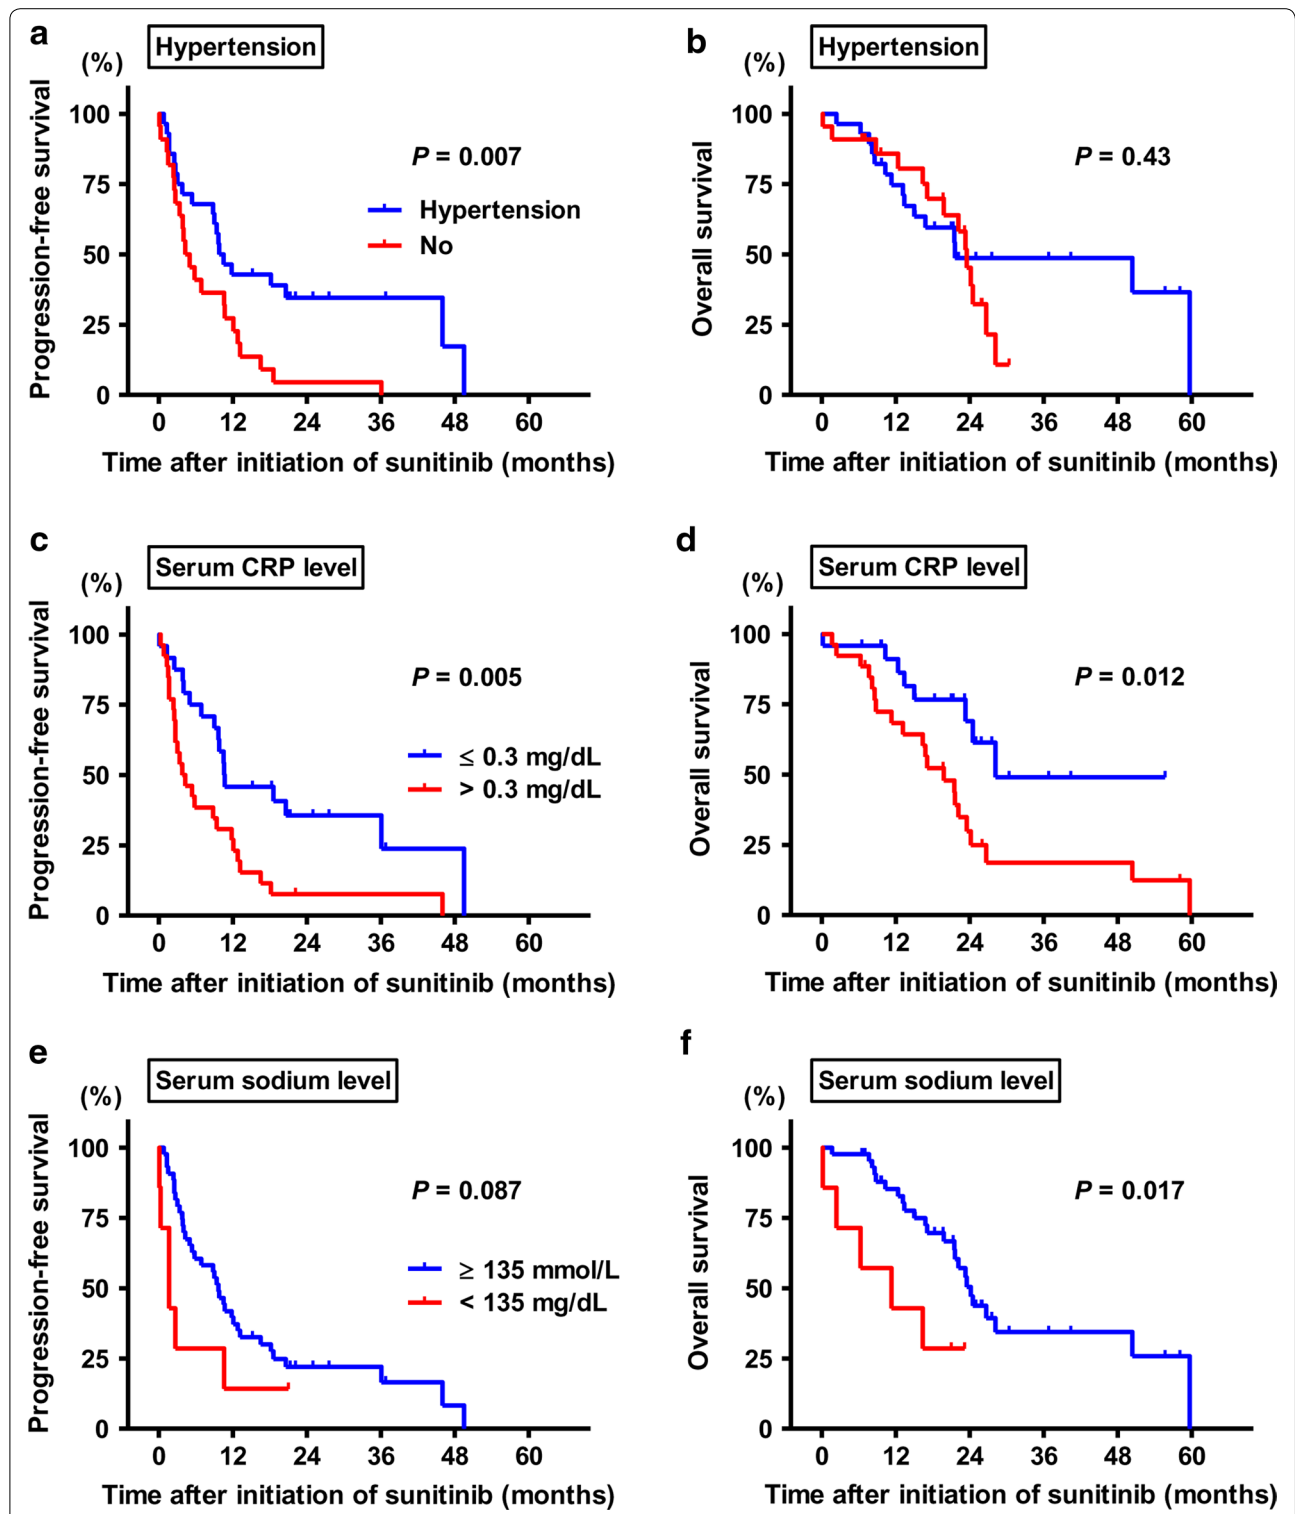 a
Hypertension
(%)
Progression-free survival
100
75
50
25
0
P = 0.007
Hypertension
No
0 12 24 36 48 60
Time after initiation of sunitinib (months)
b
Hypertension
(%)
Overall survival
100
75
50
25
0
P = 0.43
0 12 24 36 48 60
Time after initiation of sunitinib (months)
c
Serum CRP level
(%)
Progression-free survival
100
75
50
25
0
P = 0.005
≤ 0.3 mg/dL
> 0.3 mg/dL
0 12 24 36 48 60
Time after initiation of sunitinib (months)
d
Serum CRP level
(%)
Overall survival
100
75
50
25
0
P = 0.012
0 12 24 36 48 60
Time after initiation of sunitinib (months)
e
Serum sodium level
(%)
Progression-free survival
100
75
50
25
0
P = 0.087
≥ 135 mmol/L
< 135 mg/dL
0 12 24 36 48 60
Time after initiation of sunitinib (months)
f
Serum sodium level
(%)
Overall survival
100
75
50
25
0
P = 0.017
0 12 24 36 48 60
Time after initiation of sunitinib (months)